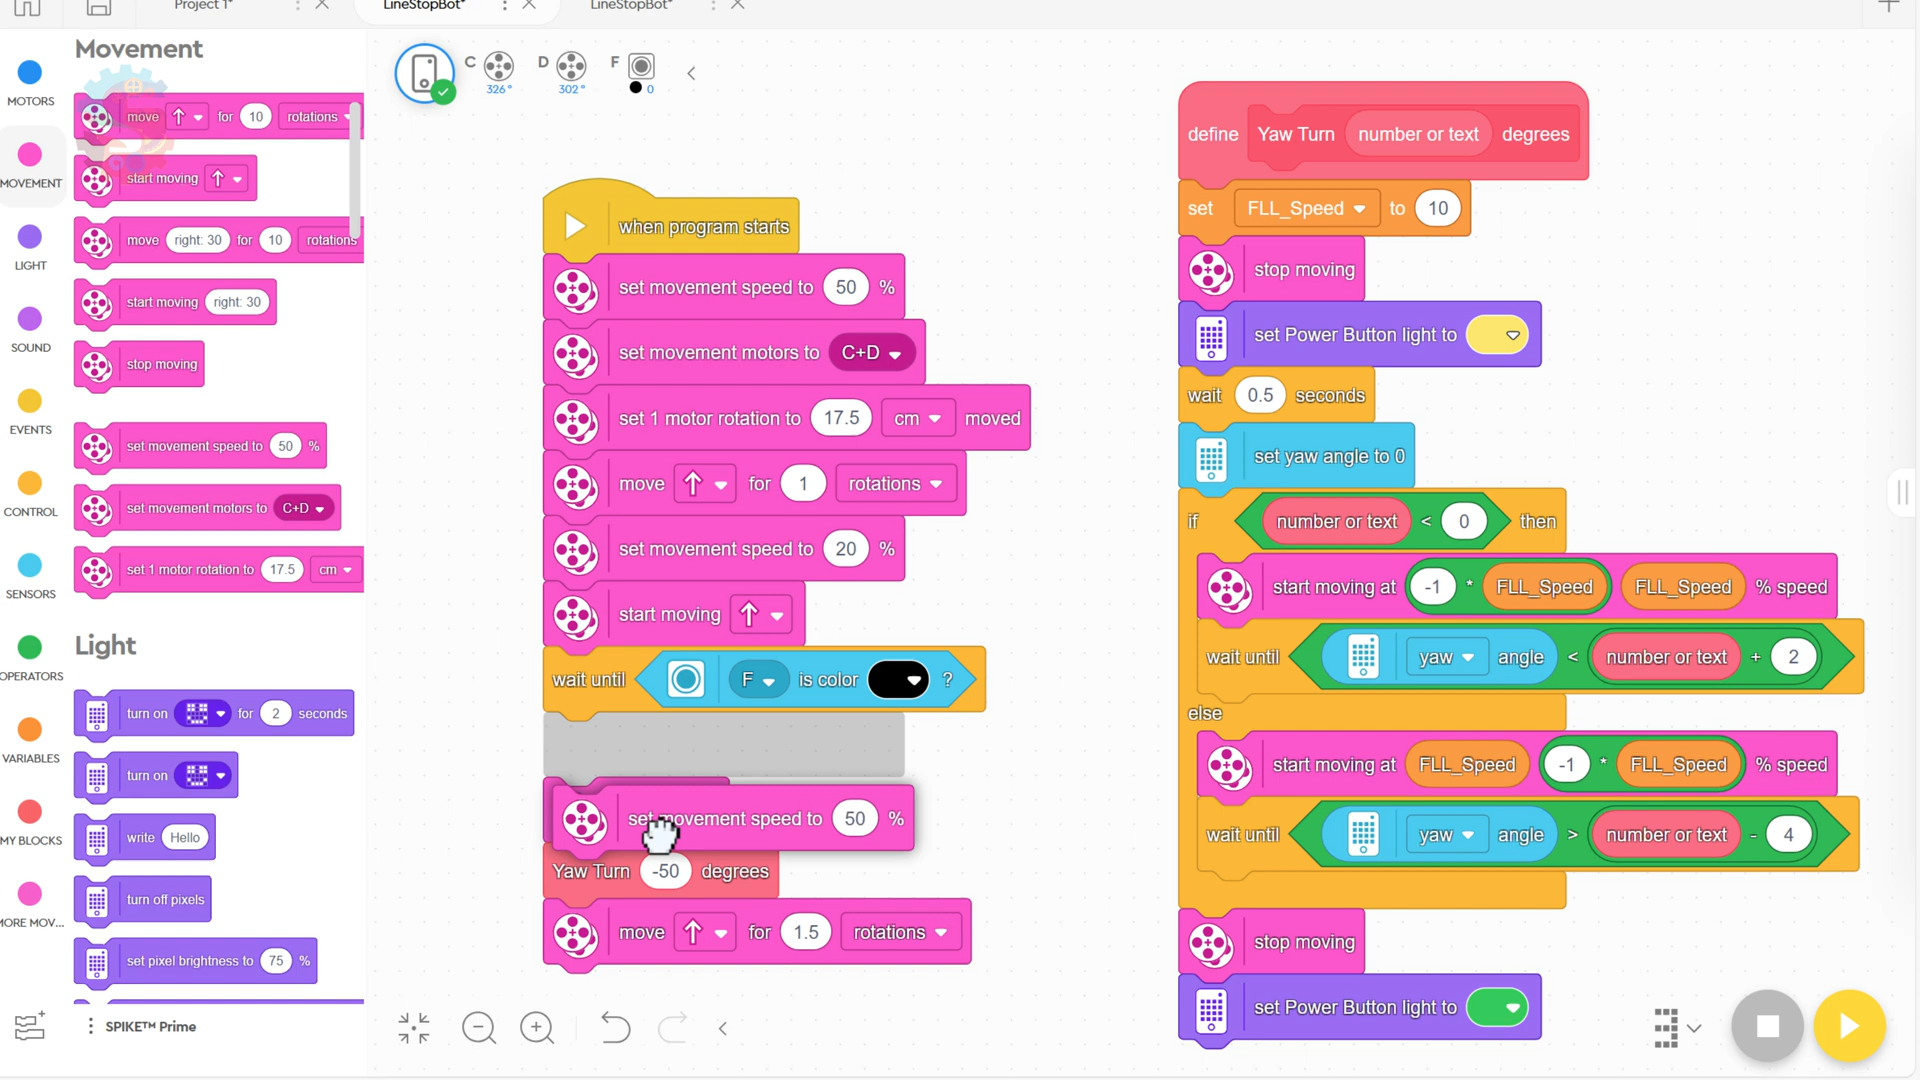 Project 1*
LineStopBot*
LineStopBot*
Movement
MOTORS
MOVEMENT
LIGHT
SOUND
EVENTS
CONTROL
SENSORS
OPERATORS
VARIABLES
MY BLOCKS
MORE MOV...
move for 10 rotations
start moving
move right: 30 for 10 rotations
start moving right: 30
stop moving
set movement speed to 50 %
set movement motors to C+D
set 1 motor rotation to 17.5 cm
Light
turn on for 2 seconds
turn on
write Hello
turn off pixels
set pixel brightness to 75 %
SPIKE™ Prime
C 326°
D 302°
F 0
when program starts
set movement speed to 50 %
set movement motors to C+D
set 1 motor rotation to 17.5 cm moved
move for 1 rotations
set movement speed to 20 %
start moving
wait until F is color ?
set movement speed to 50 %
Yaw Turn -50 degrees
move for 1.5 rotations
define Yaw Turn number or text degrees
set FLL_Speed to 10
stop moving
set Power Button light to
wait 0.5 seconds
set yaw angle to 0
if number or text < 0 then
start moving at -1 * FLL_Speed FLL_Speed % speed
wait until yaw angle < number or text + 2
else
start moving at FLL_Speed -1 * FLL_Speed % speed
wait until yaw angle > number or text - 4
stop moving
set Power Button light to